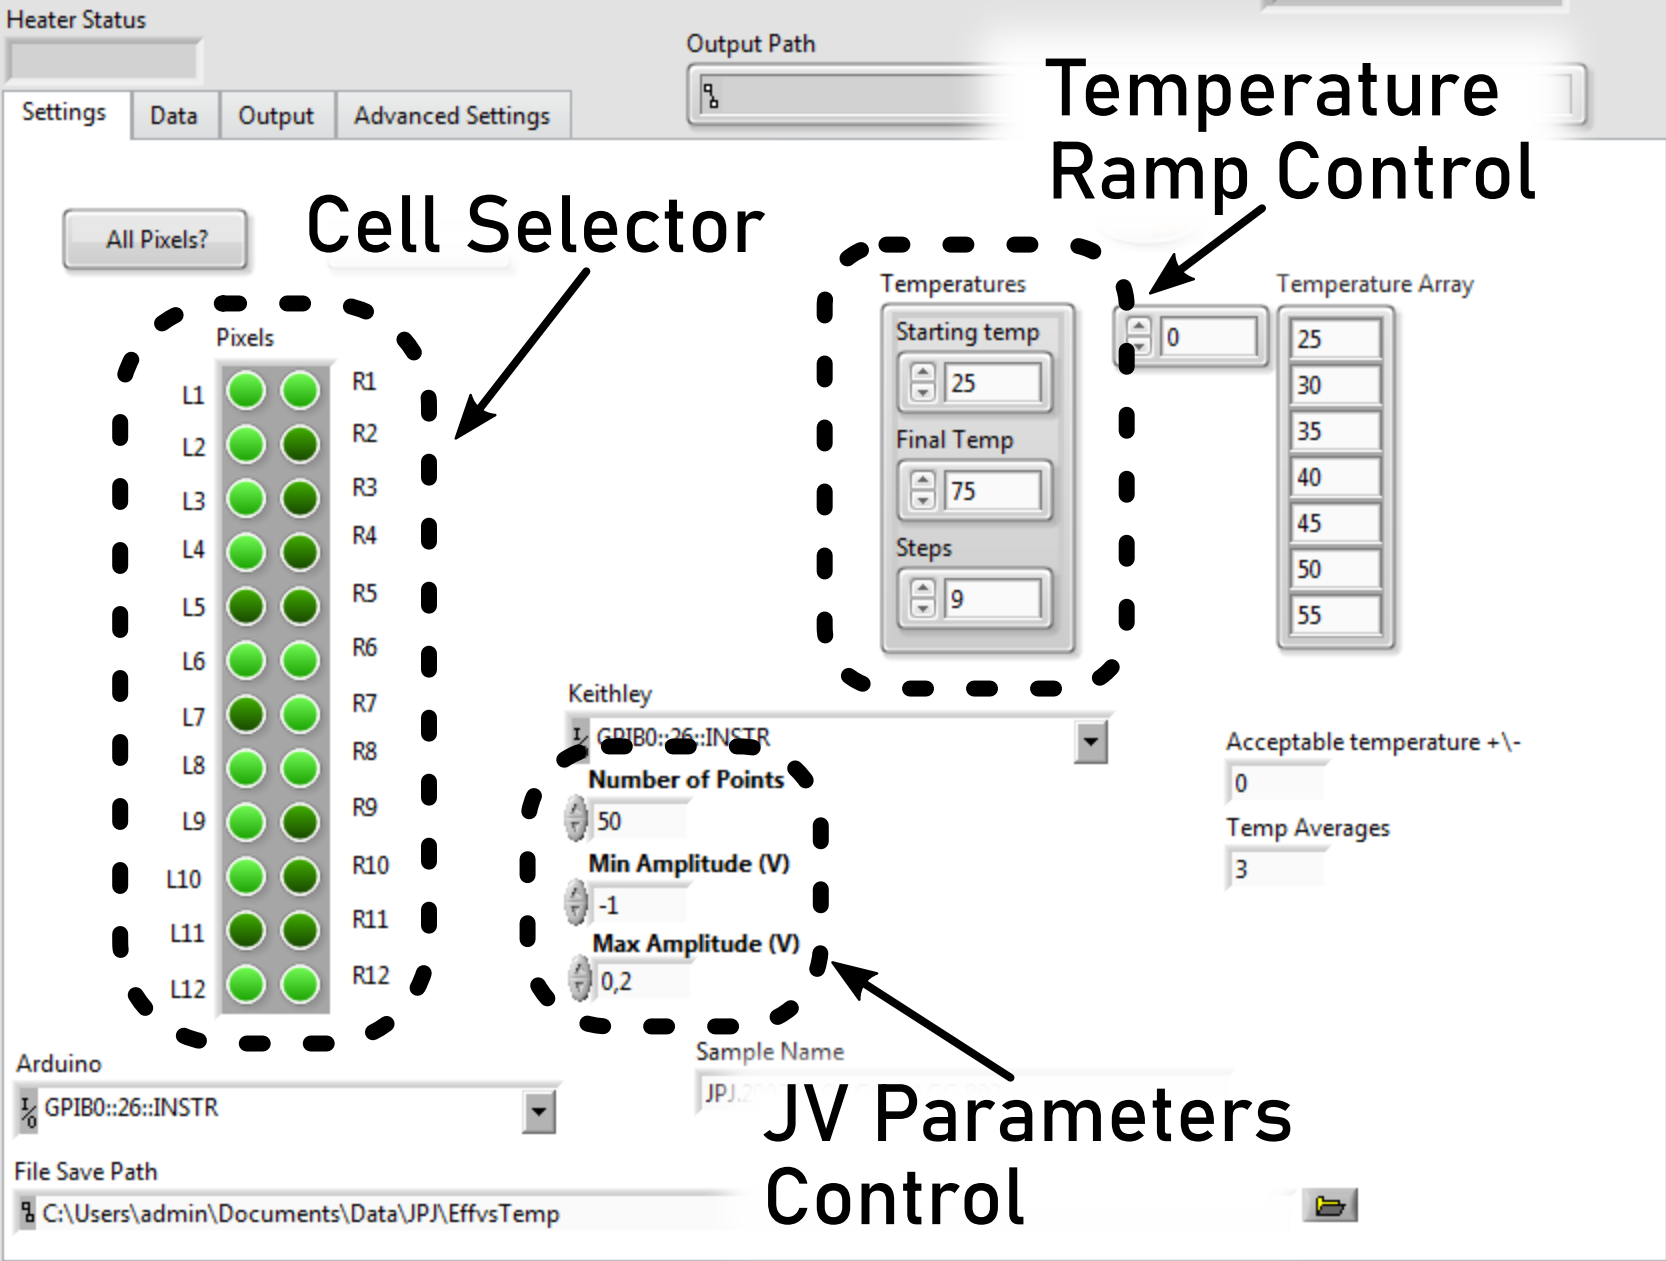 Heater Status
Output Path
Temperature
Ramp Control
Settings Data Output Advanced Settings
All Pixels?
Cell Selector
Temperatures
Temperature Array
Starting temp
25
Final Temp
75
Steps
9
0
25
30
35
40
45
50
55
Pixels
L1 R1
L2 R2
L3 R3
L4 R4
L5 R5
L6 R6
L7 R7
L8 R8
L9 R9
L10 R10
L11 R11
L12 R12
Keithley
GPIB0::26::INSTR
Number of Points
50
Min Amplitude (V)
-1
Max Amplitude (V)
0,2
Acceptable temperature +\-
0
Temp Averages
3
Arduino
GPIB0::26::INSTR
Sample Name
JV Parameters
Control
File Save Path
C:\Users\admin\Documents\Data\JPJ\EffvsTemp